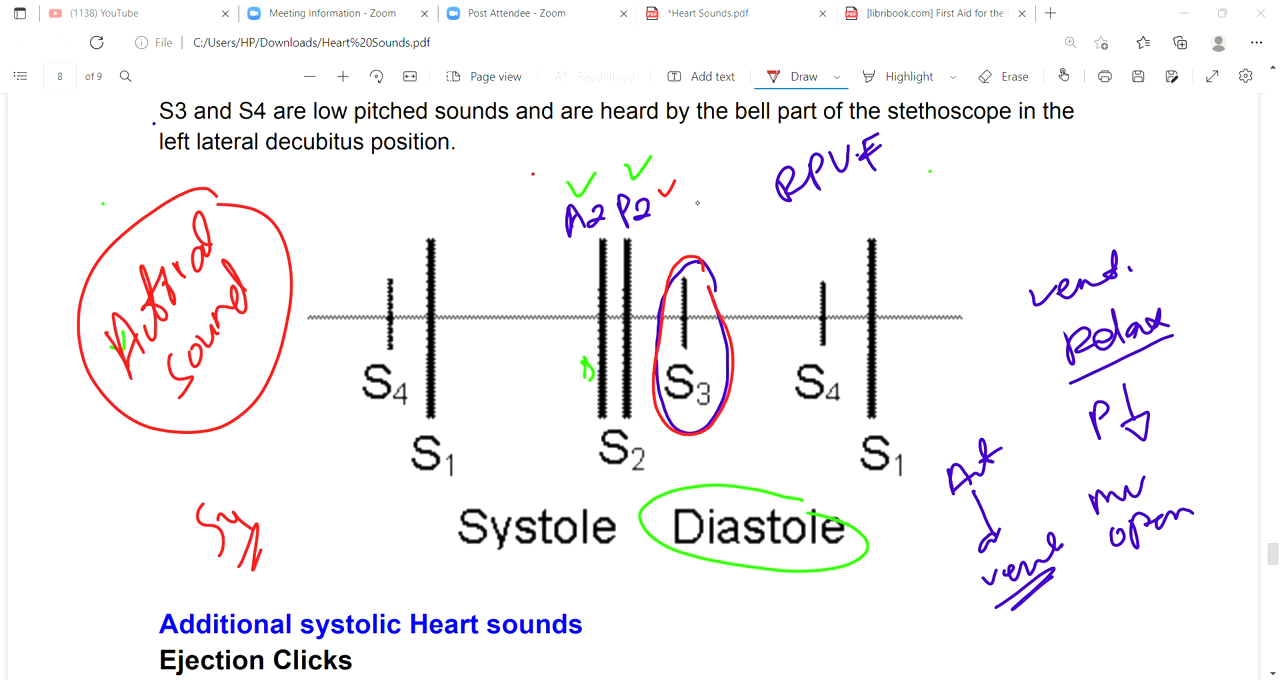 (1138) YouTube
Meeting Information - Zoom
Post Attendee - Zoom
*Heart Sounds.pdf
[libribook.com] First Aid for the
File C:/Users/HP/Downloads/Heart%20Sounds.pdf
8 of 9 Page view Read aloud Add text Draw Highlight Erase
S3 and S4 are low pitched sounds and are heard by the bell part of the stethoscope in the
left lateral decubitus position.
RPVF
A2 P2
sound
vent.
Relax
P
mv
open
S4 S3 S4
S1 S2 S1
Systole Diastole
Additional systolic Heart sounds
Ejection Clicks